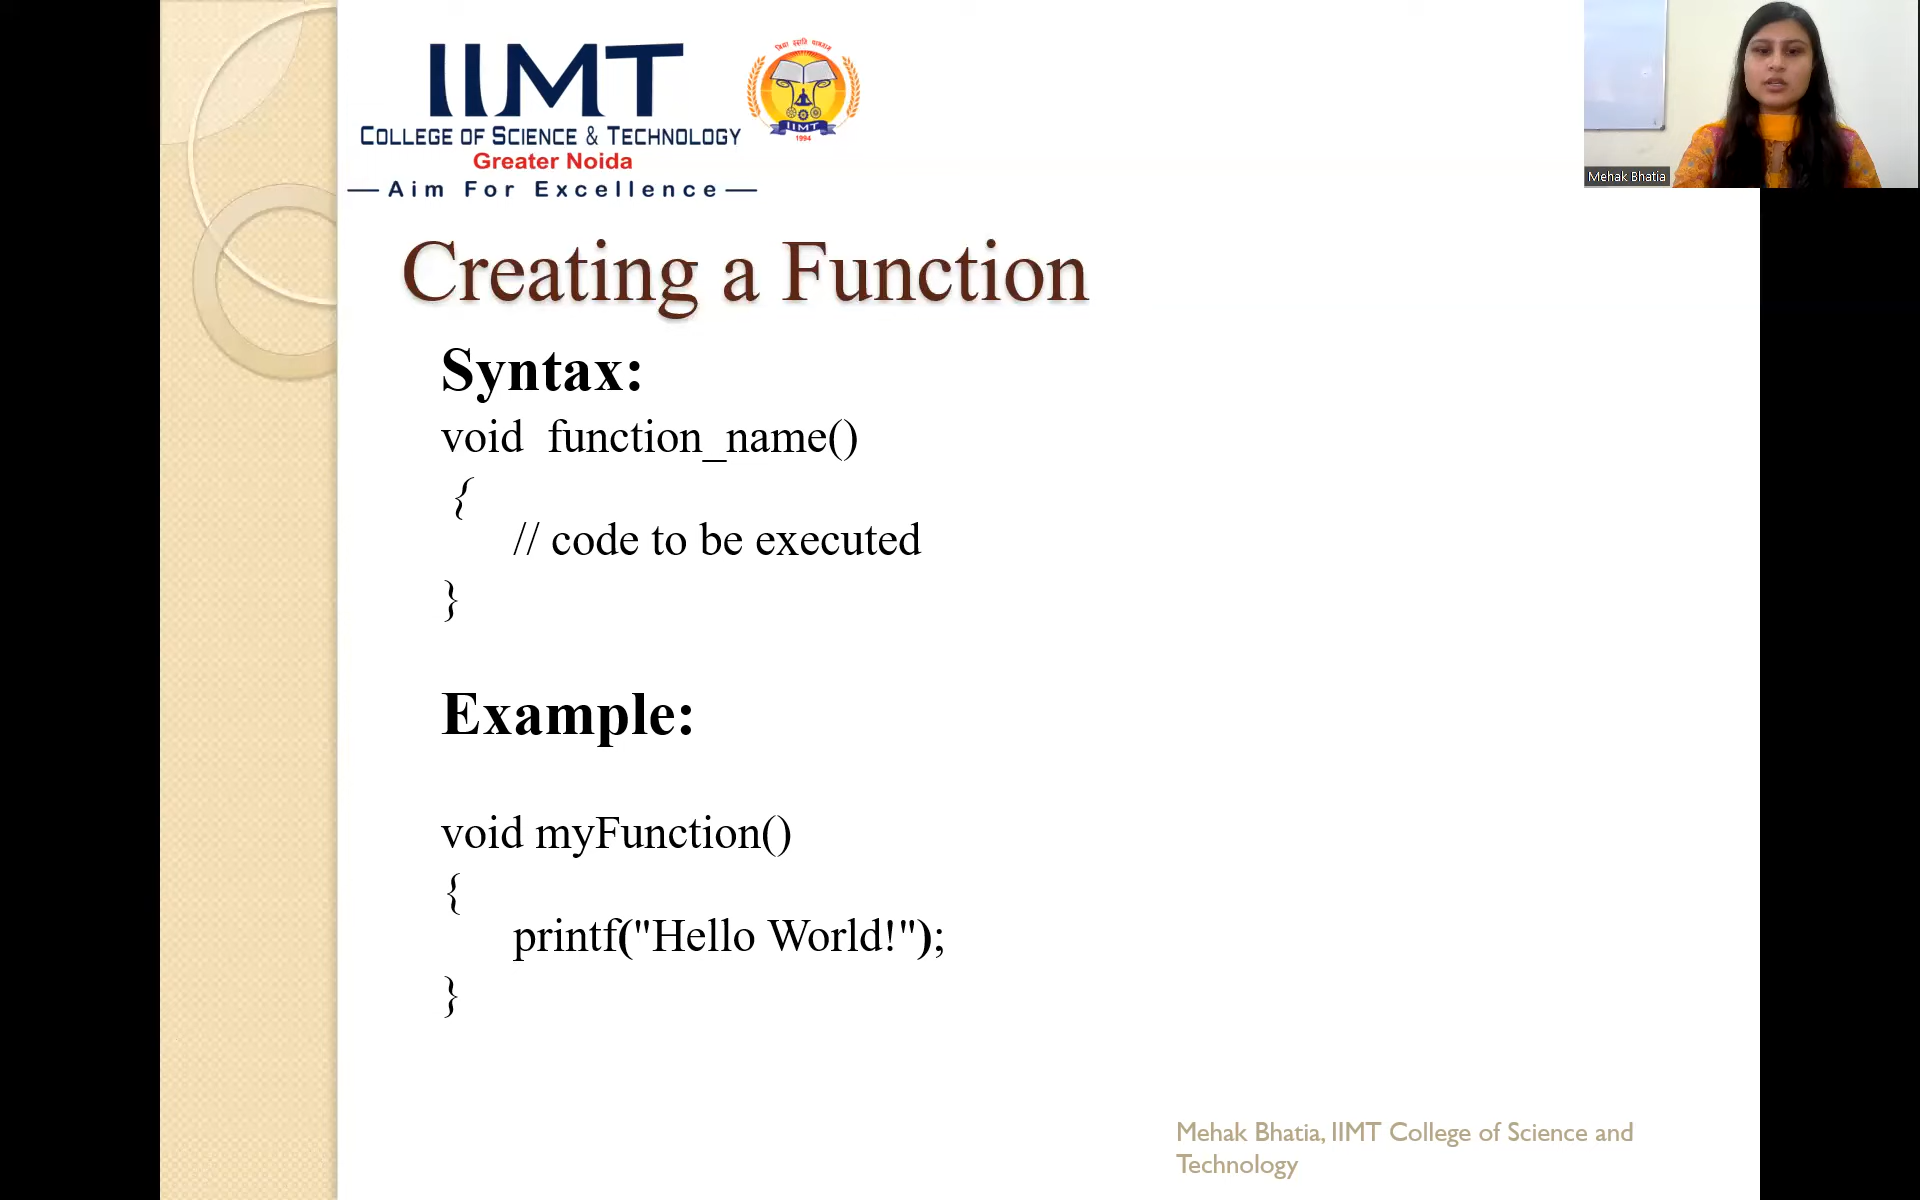 IIMT
COLLEGE OF SCIENCE & TECHNOLOGY
Greater Noida
Aim For Excellence
IIMT
1994
Mehak Bhatia
Creating a Function
Syntax:
void function_name()
{
// code to be executed
}
Example:
void myFunction()
{
printf("Hello World!");
}
Mehak Bhatia, IIMT College of Science and
Technology